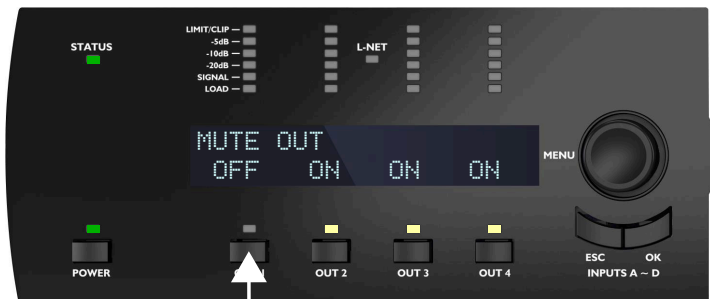 LIMIT/CLIP
STATUS
-5dB
L-NET
-10dB
-20dB
SIGNAL
LOAD
MUTE OUT
OFF ON ON ON
MENU
ESC OK
POWER OUT 2 OUT 3 OUT 4 INPUTS A ~ D